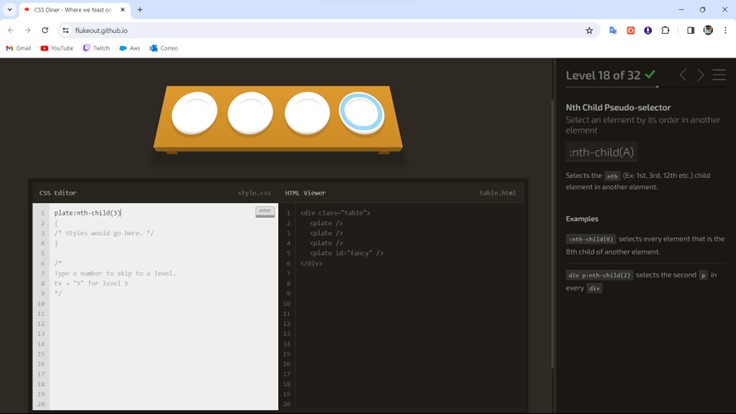 CSS Diner - Where we feast on
flukeout.github.io
Gmail
YouTube
Twitch
Aws
Correo
Level 18 of 32
Nth Child Pseudo-selector
Select an element by its order in another
element
:nth-child(A)
Selects the nth (Ex: 1st, 3rd, 12th etc.) child
element in another element.
Examples
:nth-child(8) selects every element that is the
8th child of another element.
div p:nth-child(2) selects the second p in
every div
CSS Editor
style.css
1 plate:nth-child(3)
enter
2 {
3 /* Styles would go here. */
4 }
5
6 /*
7 Type a number to skip to a level.
8 Ex → "5" for level 5
9 */
10
11
12
13
14
15
16
17
18
19
20
HTML Viewer
table.html
1 <div class="table">
2 <plate />
3 <plate />
4 <plate />
5 <plate id="fancy" />
6 </div>
7
8
9
10
11
12
13
14
15
16
17
18
19
20